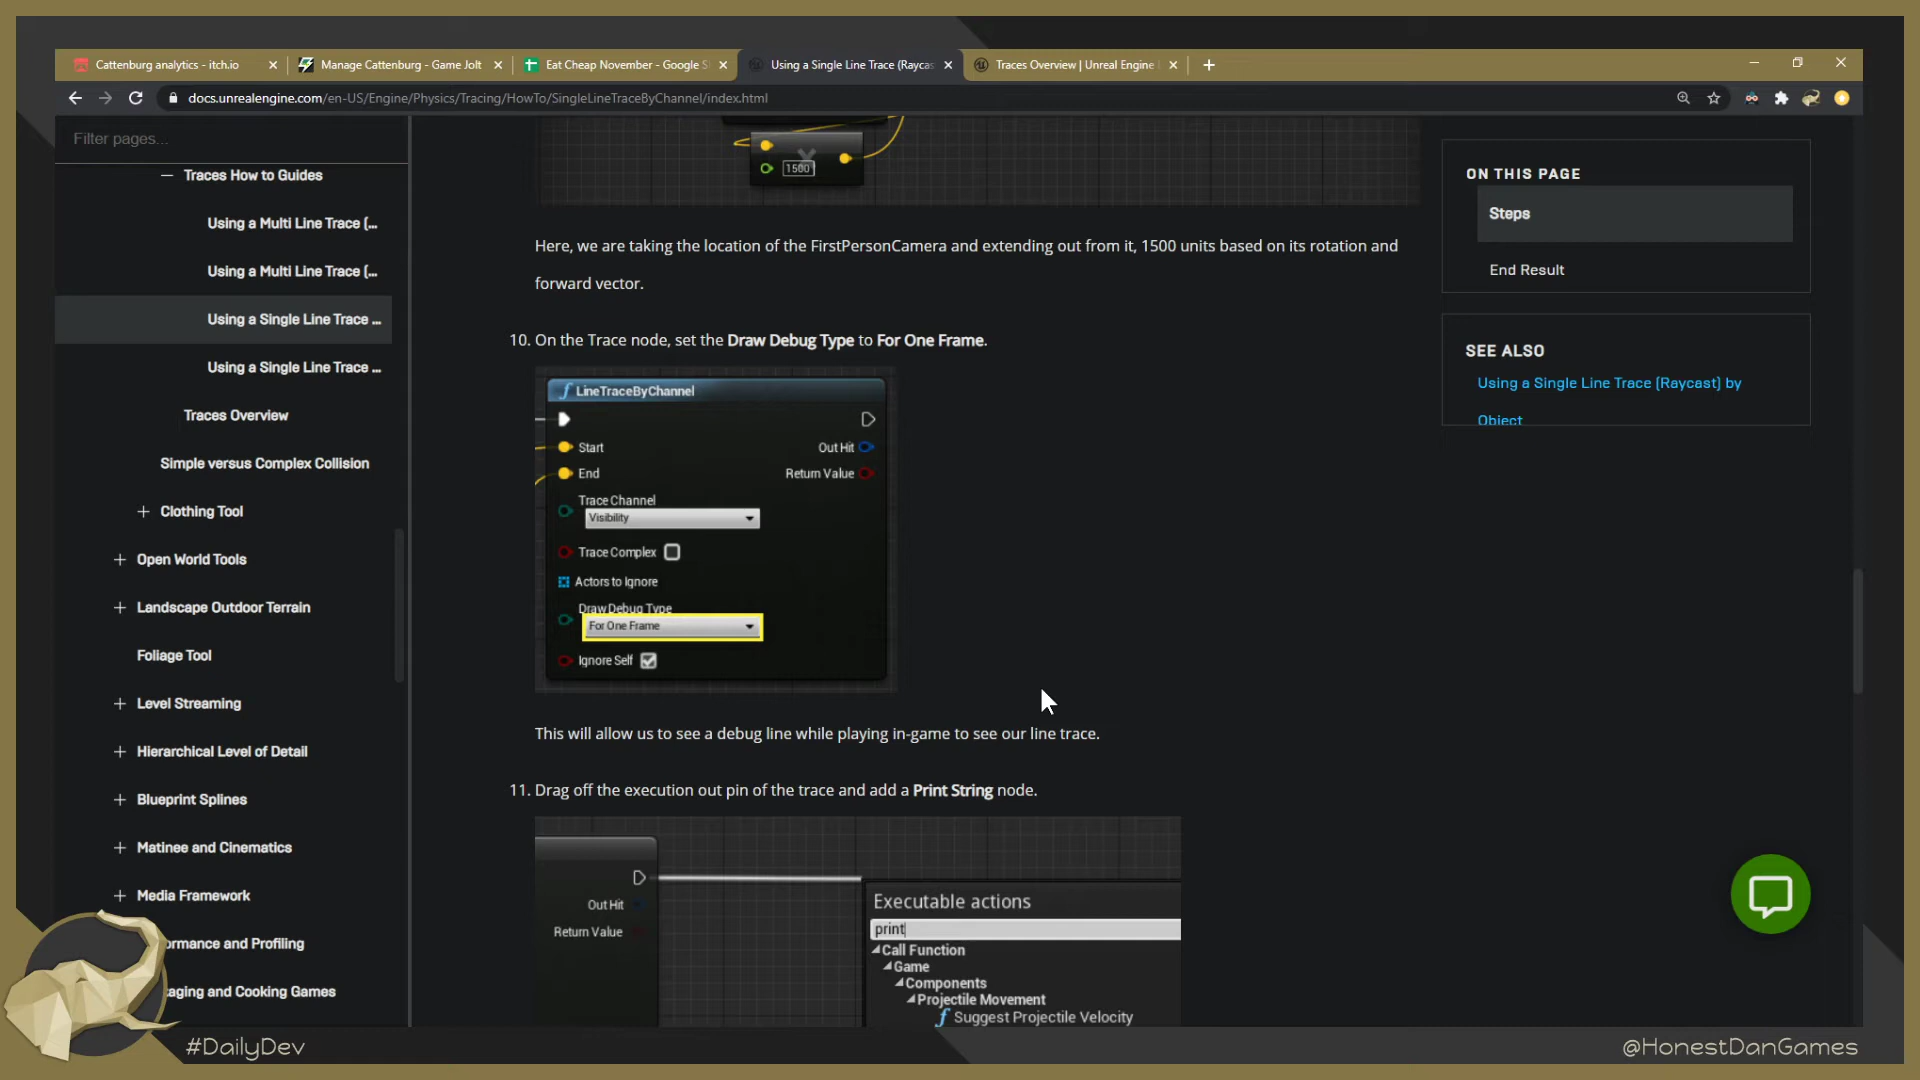 Cattenburg analytics - itch.io
Manage Cattenburg - Game Jolt
Eat Cheap November - Google S
Using a Single Line Trace (Raycas
Traces Overview | Unreal Engine
docs.unrealengine.com/en-US/Engine/Physics/Tracing/HowTo/SingleLineTraceByChannel/index.html
Filter pages...
Traces How to Guides
Using a Multi Line Trace (...
Using a Multi Line Trace (...
Using a Single Line Trace ...
Using a Single Line Trace ...
Traces Overview
Simple versus Complex Collision
Clothing Tool
Open World Tools
Landscape Outdoor Terrain
Foliage Tool
Level Streaming
Hierarchical Level of Detail
Blueprint Splines
Matinee and Cinematics
Media Framework
ormance and Profiling
aging and Cooking Games
1500
Here, we are taking the location of the FirstPersonCamera and extending out from it, 1500 units based on its rotation and
forward vector.
10. On the Trace node, set the Draw Debug Type to For One Frame.
LineTraceByChannel
Start
Out Hit
End
Return Value
Trace Channel
Visibility
Trace Complex
Actors to Ignore
Draw Debug Type
For One Frame
Ignore Self
This will allow us to see a debug line while playing in-game to see our line trace.
11. Drag off the execution out pin of the trace and add a Print String node.
Out Hit
Return Value
Executable actions
print
Call Function
Game
Components
Projectile Movement
Suggest Projectile Velocity
ON THIS PAGE
Steps
End Result
SEE ALSO
Using a Single Line Trace (Raycast) by
Object
#DailyDev
@HonestDanGames